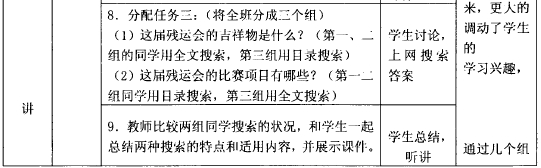 8．分配任务三：（将全班分成三个组）
（1）这届残运会的吉祥物是什么？（第一、二
组的同学用全文搜索，第三组用目录搜索）
（2）这届残运会的比赛项目有哪些？（第一
二组同学用目录搜索，第三组用全文搜索）
学生讨论，
上网搜索
答案
来，更大的
调动了学生
的
学习兴趣，
讲
9．教师比较两组同学搜索的状况，和学生一起
总结两种搜索的特点和适用内容，并展示课件。
学生总结，
听讲
通过几个组